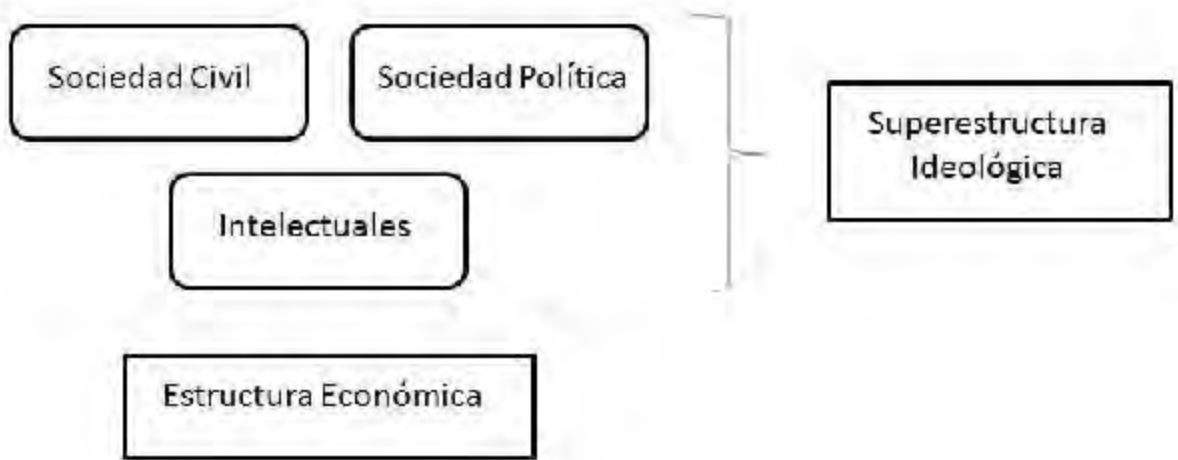 Sociedad Civil
Sociedad Política
Superestructura
Ideológica
Intelectuales
Estructura Económica